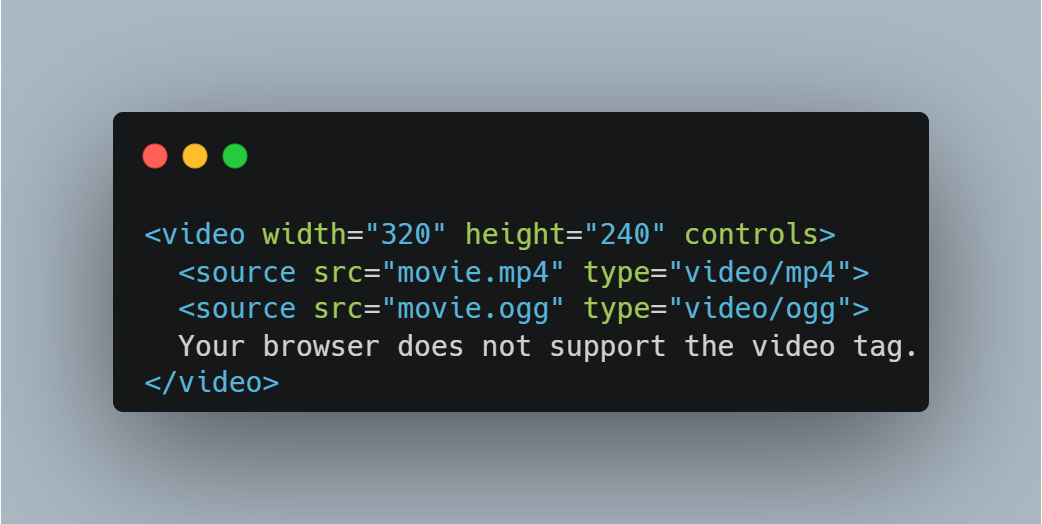 <video width="320" height="240" controls>
  <source src="movie.mp4" type="video/mp4">
  <source src="movie.ogg" type="video/ogg">
  Your browser does not support the video tag.
</video>